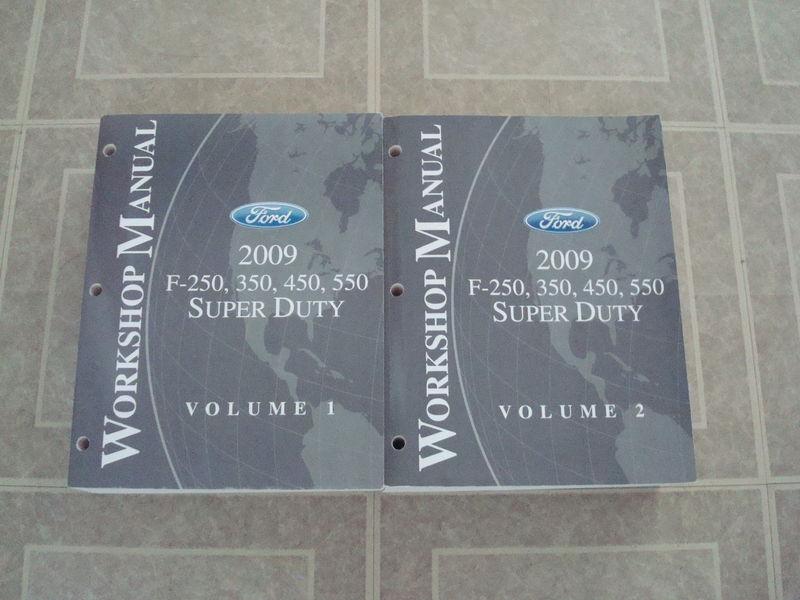 WORKSHOP MANUAL
Ford
2009
F-250, 350, 450, 550
SUPER DUTY
VOLUME 1
WORKSHOP MANUAL
Ford
2009
F-250, 350, 450, 550
SUPER DUTY
VOLUME 2